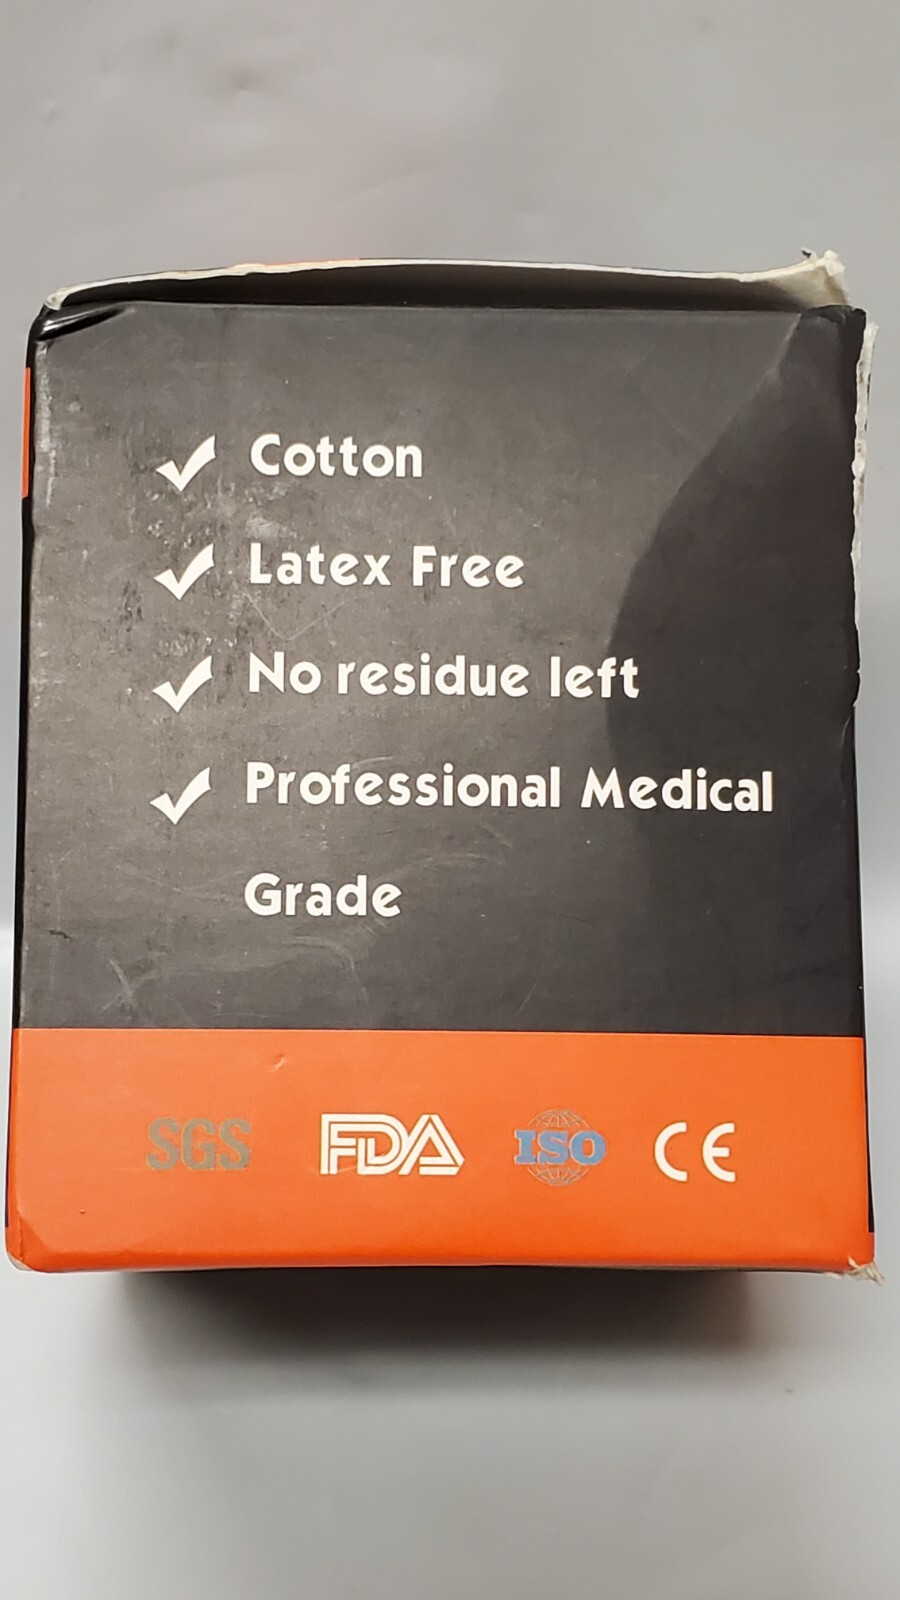 Cotton
Latex Free
No residue left
Professional Medical
Grade
SGS FDA ISO CE